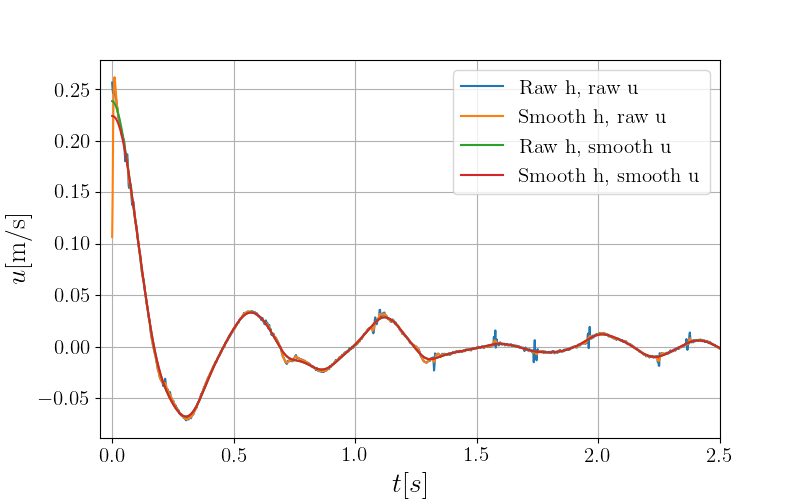 Raw h, raw u
Smooth h, raw u
Raw h, smooth u
Smooth h, smooth u
u[m/s]
0.25
0.20
0.15
0.10
0.05
0.00
−0.05
0.0 0.5 1.0 1.5 2.0 2.5
t[s]